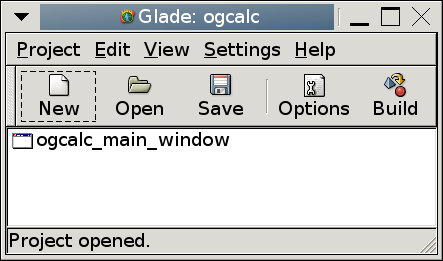 Glade: ogcalc
Project Edit View Settings Help
New Open Save Options Build
ogcalc_main_window
Project opened.